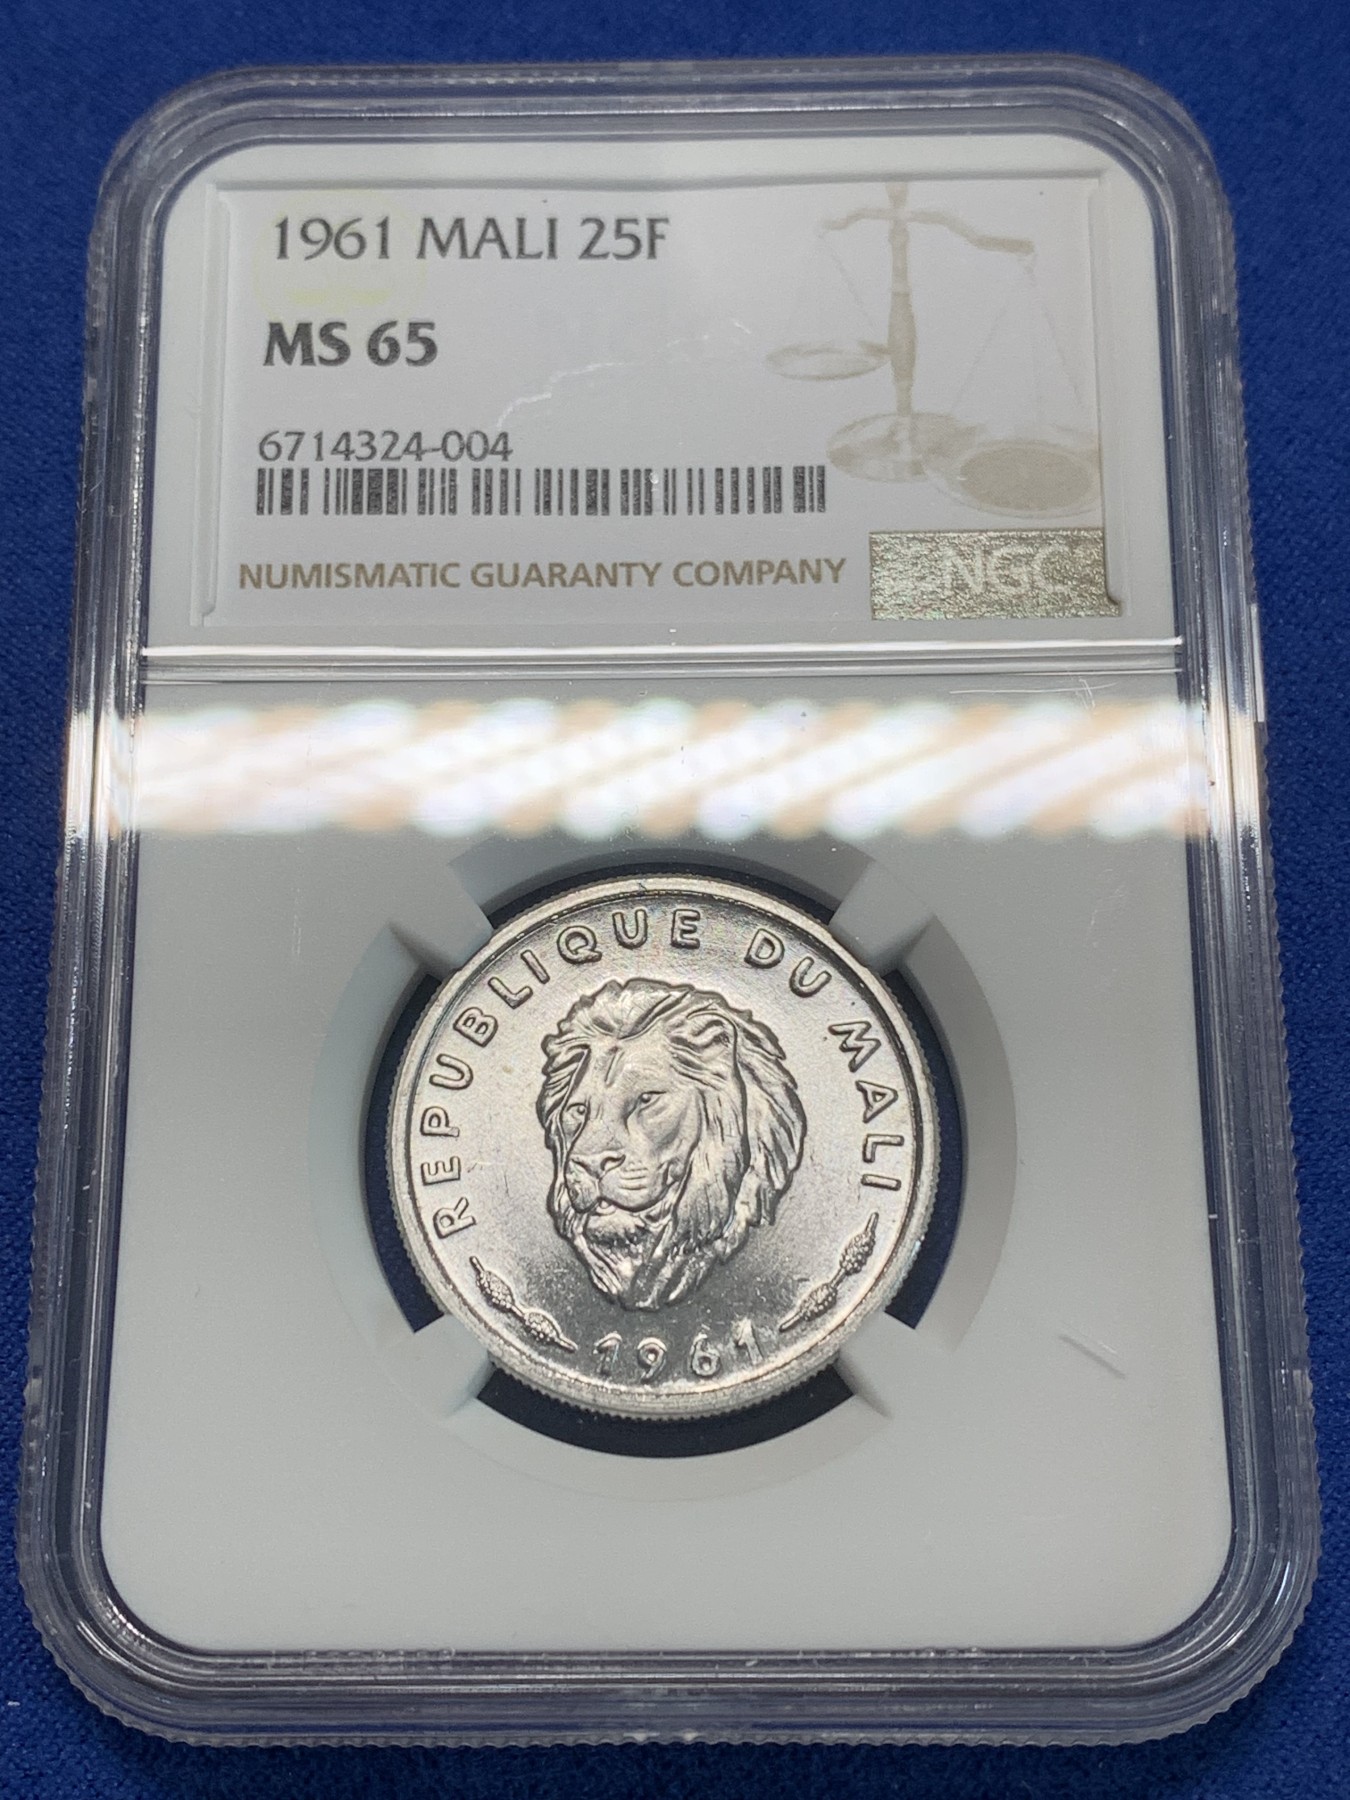 1961 MALI 25F
MS 65
6714324-004
NUMISMATIC GUARANTY COMPANY
NGC
REPUBLIQUE DU MALI
1961